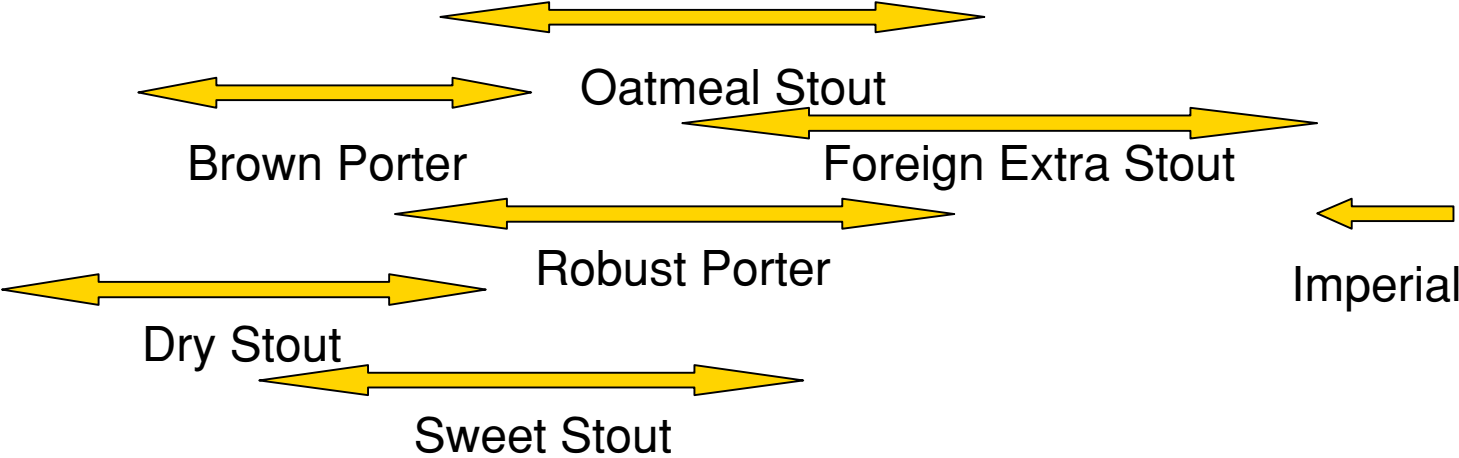 Oatmeal Stout
Brown Porter
Foreign Extra Stout
Robust Porter
Imperial
Dry Stout
Sweet Stout